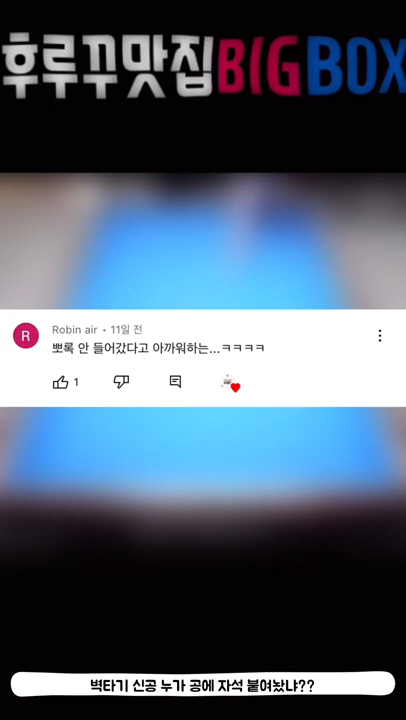 후루꾸맛집BIGBOX
R
Robin air • 11일 전
뽀록 안 들어갔다고 아까워하는...ㅋㅋㅋㅋ
1
벽타기 신공 누가 공에 자석 붙여놨냐??